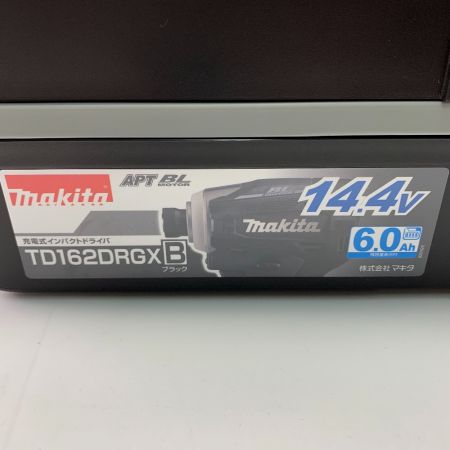 makita
APT BL
MOTOR
14.4V
makita
充電式インパクトドライバ
TD162DRGX B
ブラック
6.0Ah
株式会社 マキタ